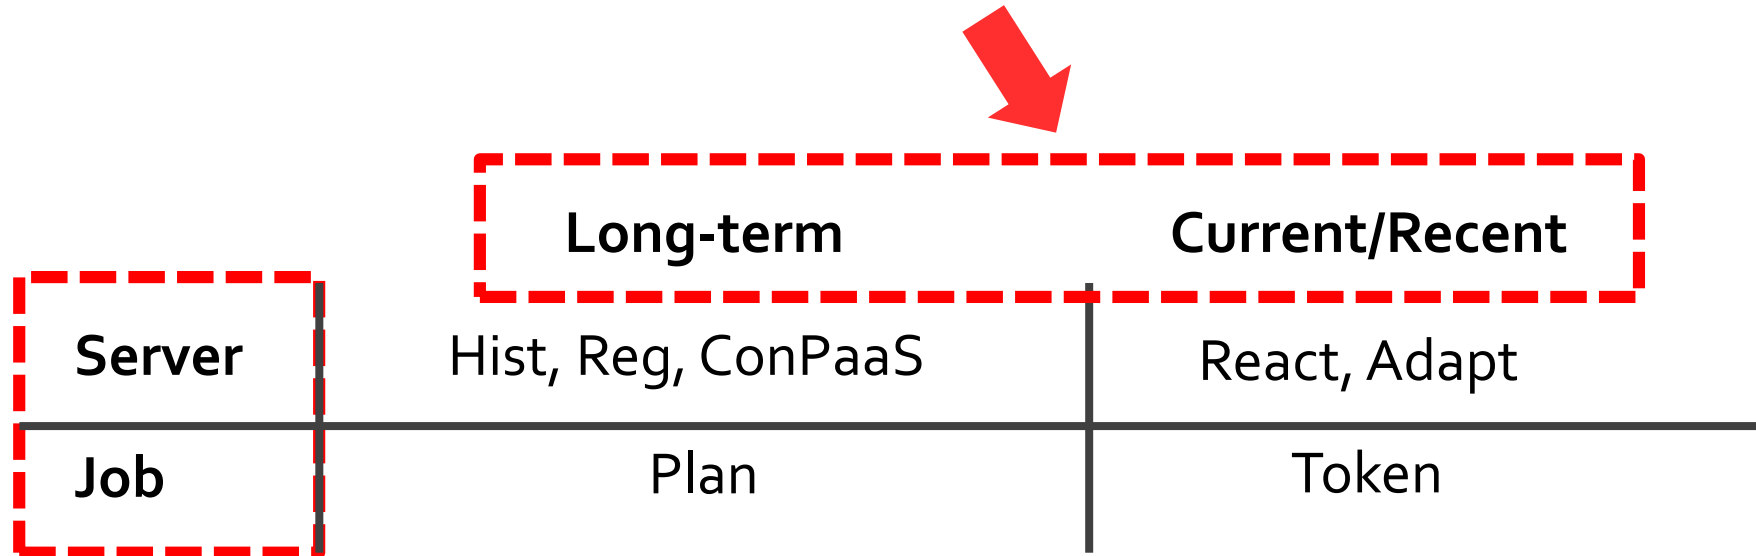 Long-term Current/Recent
Server Hist, Reg, ConPaaS React, Adapt
Job Plan Token